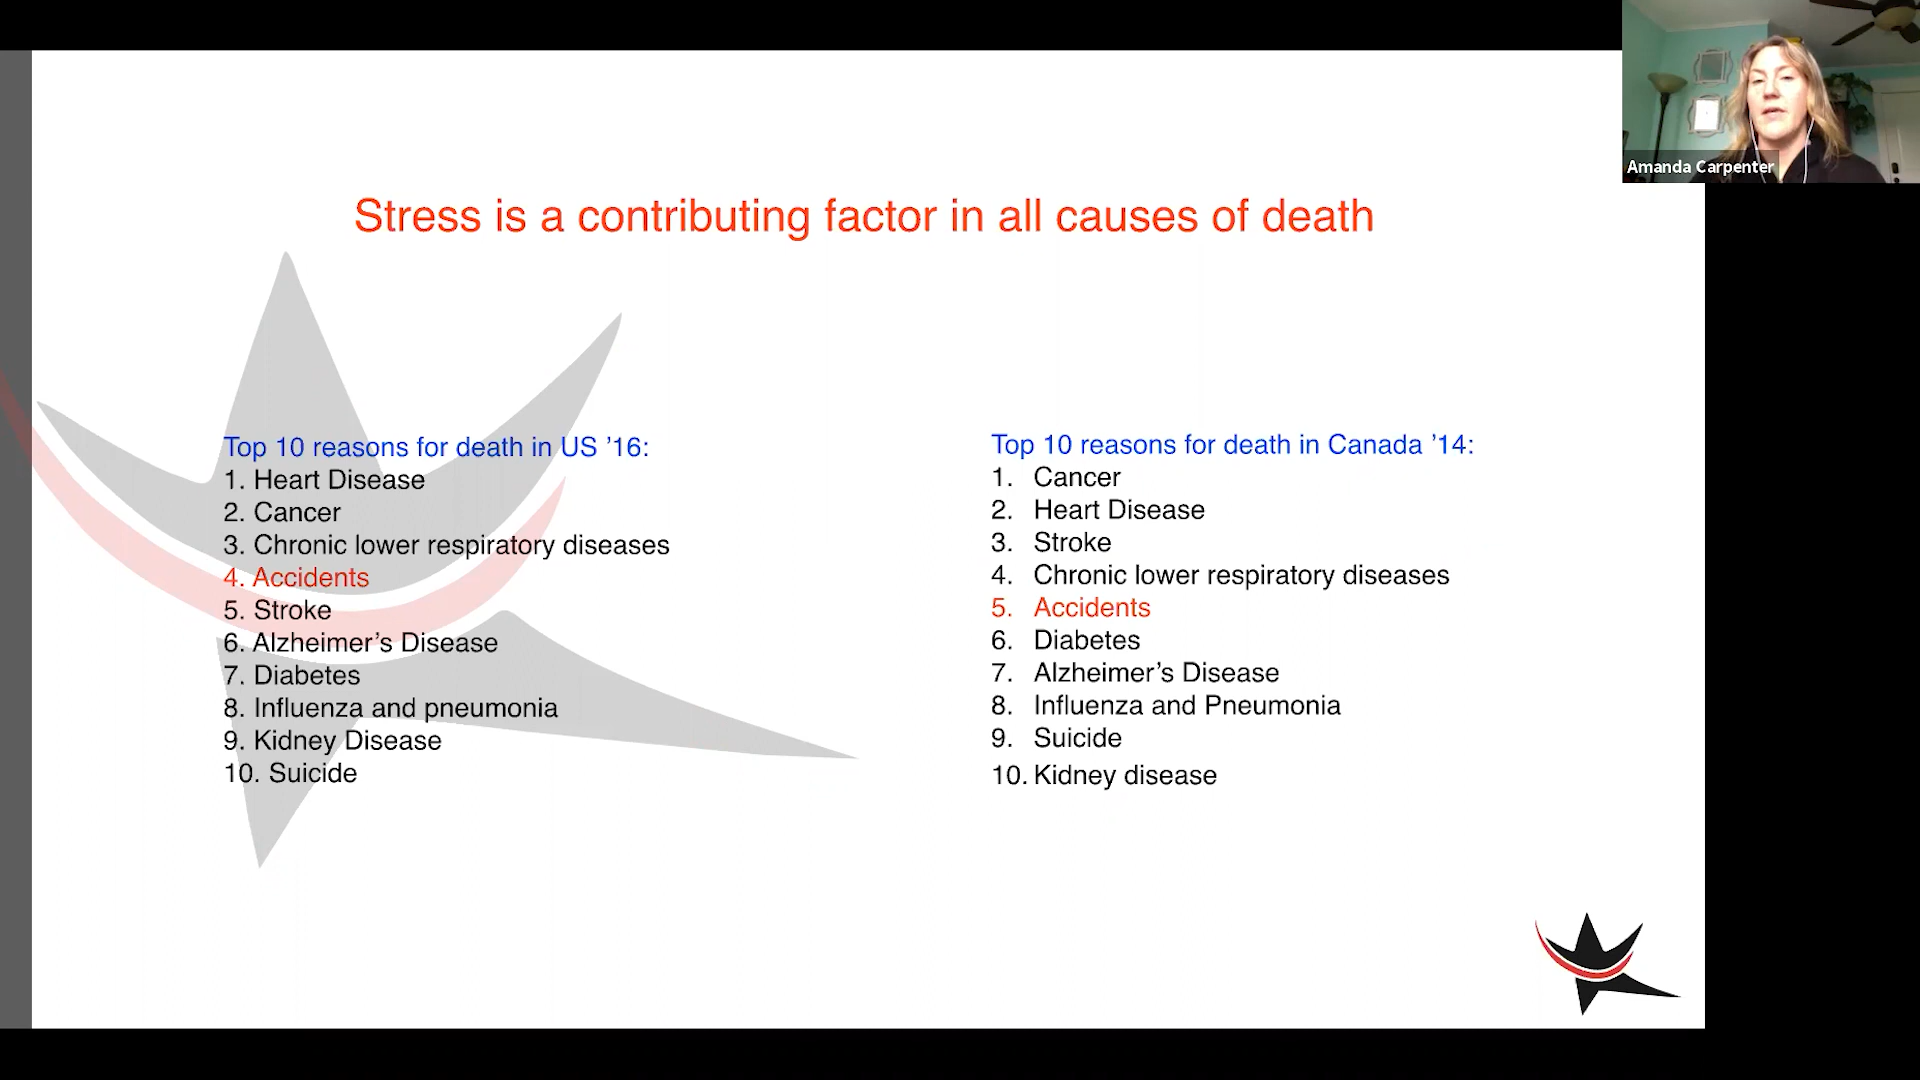 Amanda Carpenter
Stress is a contributing factor in all causes of death
Top 10 reasons for death in US ’16:
1. Heart Disease
2. Cancer
3. Chronic lower respiratory diseases
4. Accidents
5. Stroke
6. Alzheimer’s Disease
7. Diabetes
8. Influenza and pneumonia
9. Kidney Disease
10. Suicide
Top 10 reasons for death in Canada ’14:
1. Cancer
2. Heart Disease
3. Stroke
4. Chronic lower respiratory diseases
5. Accidents
6. Diabetes
7. Alzheimer’s Disease
8. Influenza and Pneumonia
9. Suicide
10. Kidney disease